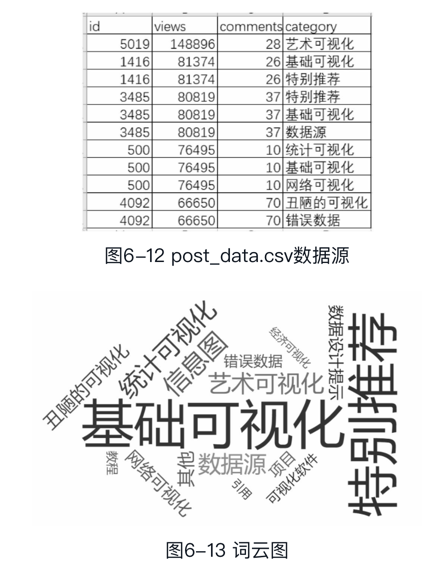 id views comments category
5019 148896 28 艺术可视化
1416 81374 26 基础可视化
1416 81374 26 特别推荐
3485 80819 37 特别推荐
3485 80819 37 基础可视化
3485 80819 37 数据源
500 76495 10 统计可视化
500 76495 10 基础可视化
500 76495 10 网络可视化
4092 66650 70 丑陋的可视化
4092 66650 70 错误数据
图6-12 post_data.csv数据源
丑陋的可视化
统计可视化
信息图
错误数据
经济可视化
数据设计提示
艺术可视化
基础可视化
特别推荐
教程
网络可视化
其他
数据源
引用
项目
可视化软件
图6-13 词云图